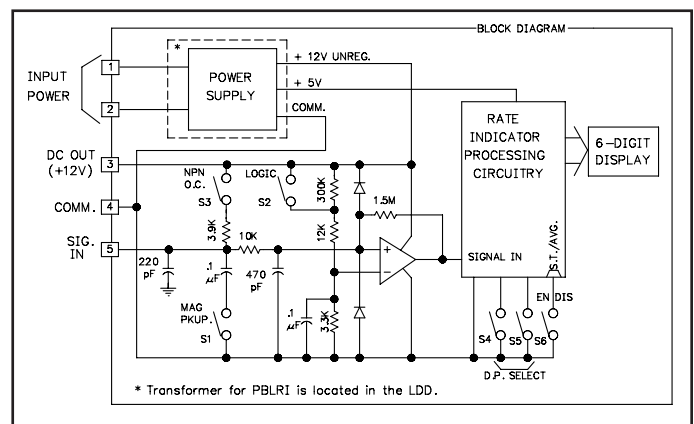 BLOCK DIAGRAM
*
INPUT
POWER
1
2
POWER
SUPPLY
+ 12V UNREG.
+ 5V
COMM.
RATE
INDICATOR
PROCESSING
CIRCUITRY
6-DIGIT
DISPLAY
DC OUT
(+12V)
3
NPN
O.C.
S3
LOGIC
S2
300K
1.5M
COMM.
4
3.9K
12K
SIG.
IN
5
10K
+
-
SIGNAL IN
S.T./AVG.
220
pF
.1
µF
470
pF
MAG
PKUP.
S1
.1
µF
3.3K
EN DIS
S4
S5
S6
D.P. SELECT
* Transformer for PBLRI is located in the LDD.